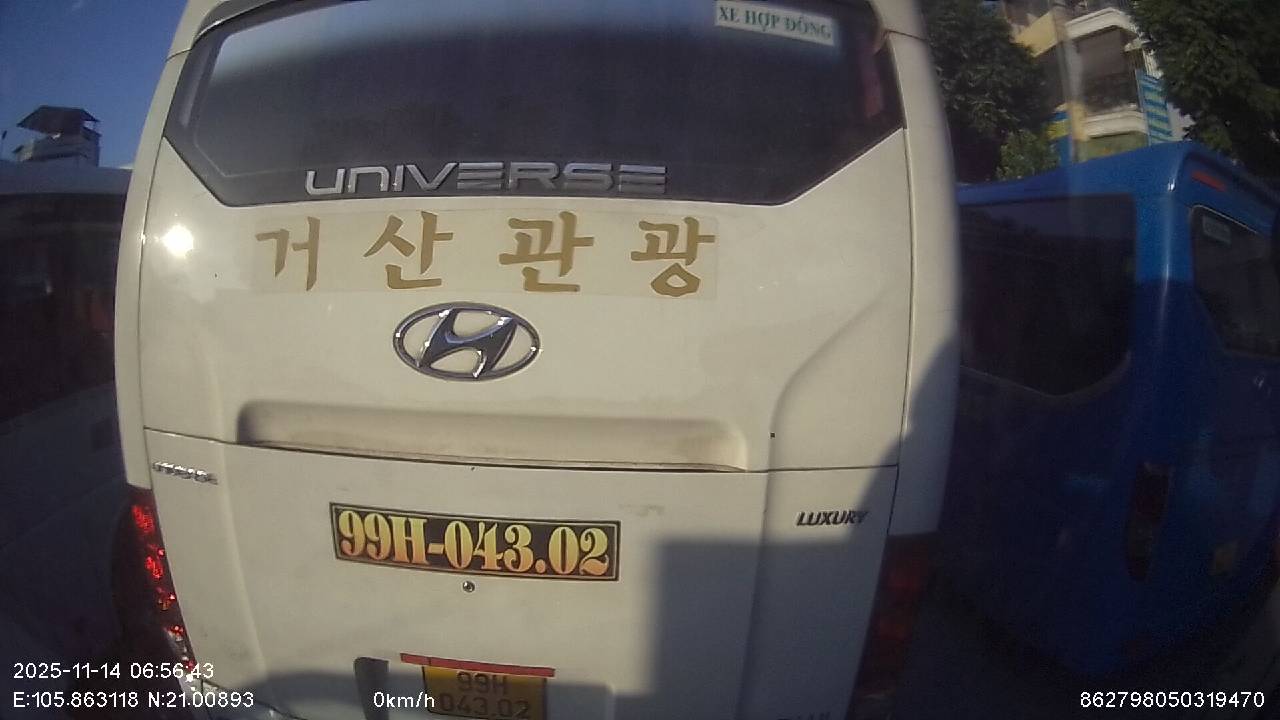 XE HỢP ĐỒNG
UNIVERSE
거산관광
LUXURY
99H-043.02
99H
043.02
2025-11-14 06:56:43
E:105.863118 N:21.00893 0km/h 862798050319470